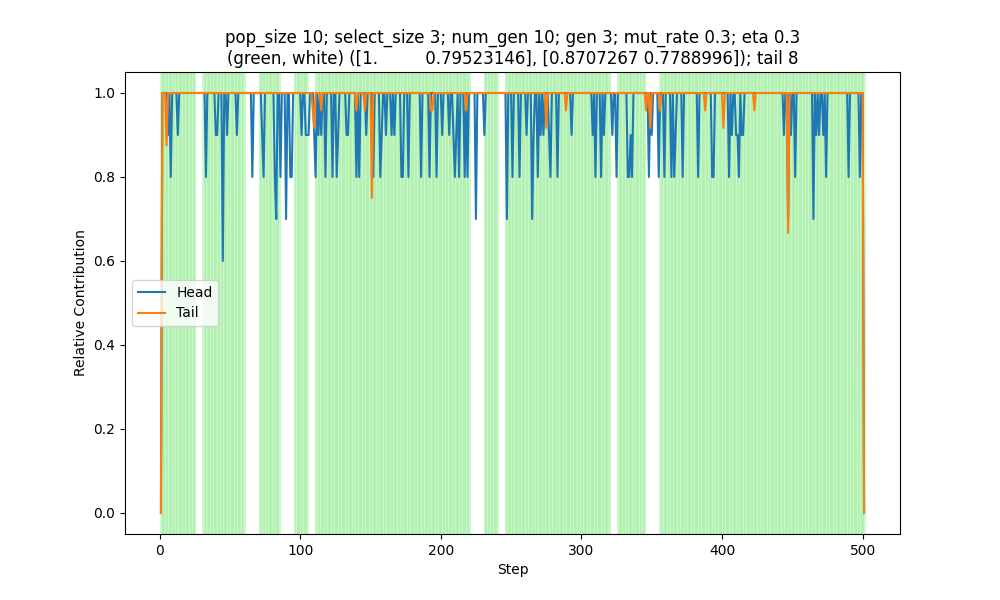 pop_size 10; select_size 3; num_gen 10; gen 3; mut_rate 0.3; eta 0.3
(green, white) ([1.         0.79523146], [0.8707267 0.7788996]); tail 8
1.0
0.8
0.6
0.4
0.2
0.0
Relative Contribution
Head
Tail
0
100
200
300
400
500
Step